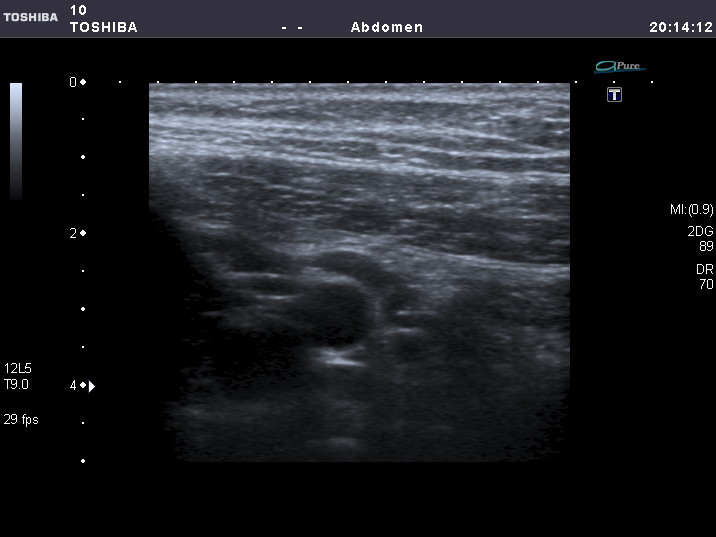 TOSHIBA
10
TOSHIBA
- -
Abdomen
20:14:12
0
Pure
T
MI:(0.9)
2DG
89
DR
70
2
12L5
T9.0
4
29 fps